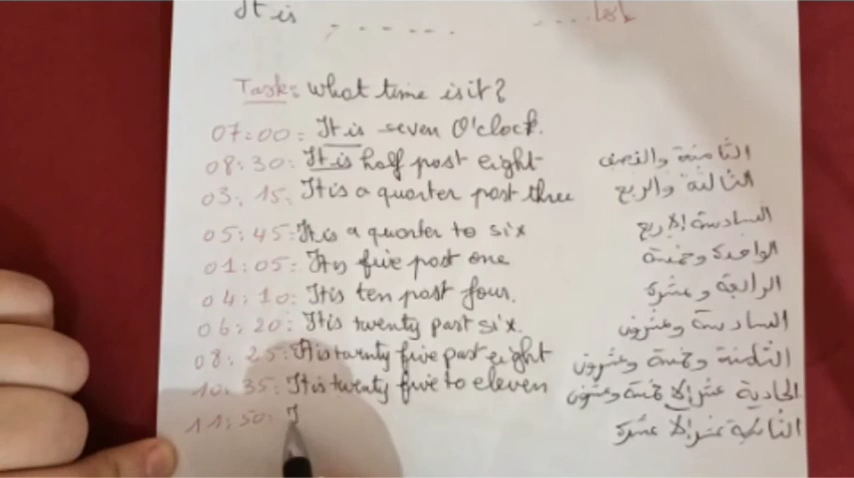 It is - - - - - -
Task: What time is it?
07:00: It is seven O'clock.
08:30: It is half past eight الثامنة والنصف
03:15: It is a quarter past three الثالثة والربع
05:45: It is a quarter to six السادسة إلا ربع
01:05: It is five past one الواحدة وخمسة
04:10: It is ten past four. الرابعة وعشرة
06:20: It is twenty past six. السادسة وعشرون
08:25: It is twenty five past eight الثامنة وخمسة وعشرون
10:35: It is twenty five to eleven الحادية عشر إلا خمسة وعشرون
11:50: I الثانية عشر إلا عشرة